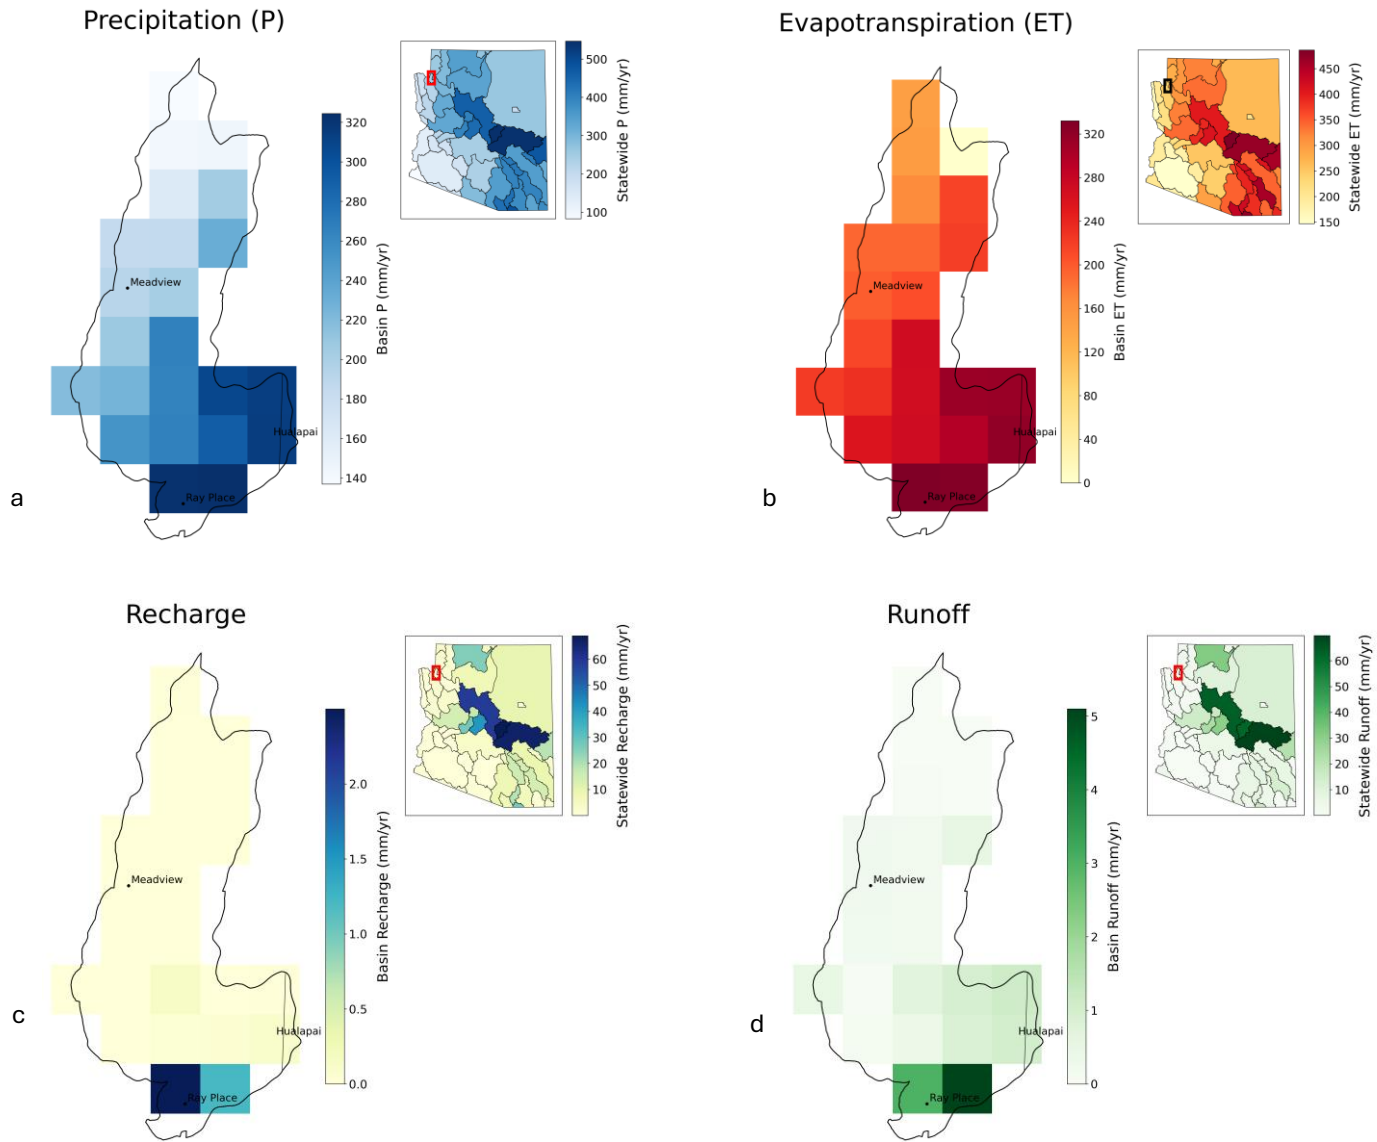 Precipitation (P)
500
400
300
200
100
Statewide P (mm/yr)
320
300
280
260
240
220
200
180
160
140
Basin P (mm/yr)
Meadview
Hualapai
Ray Place
a
Evapotranspiration (ET)
450
400
350
300
250
200
150
Statewide ET (mm/yr)
320
280
240
200
160
120
80
40
0
Basin ET (mm/yr)
Meadview
Hualapai
Ray Place
b
Recharge
60
50
40
30
20
10
Statewide Recharge (mm/yr)
2.0
1.5
1.0
0.5
0.0
Basin Recharge (mm/yr)
Meadview
Hualapai
Ray Place
c
Runoff
60
50
40
30
20
10
Statewide Runoff (mm/yr)
5
4
3
2
1
0
Basin Runoff (mm/yr)
Meadview
Hualapai
Ray Place
d